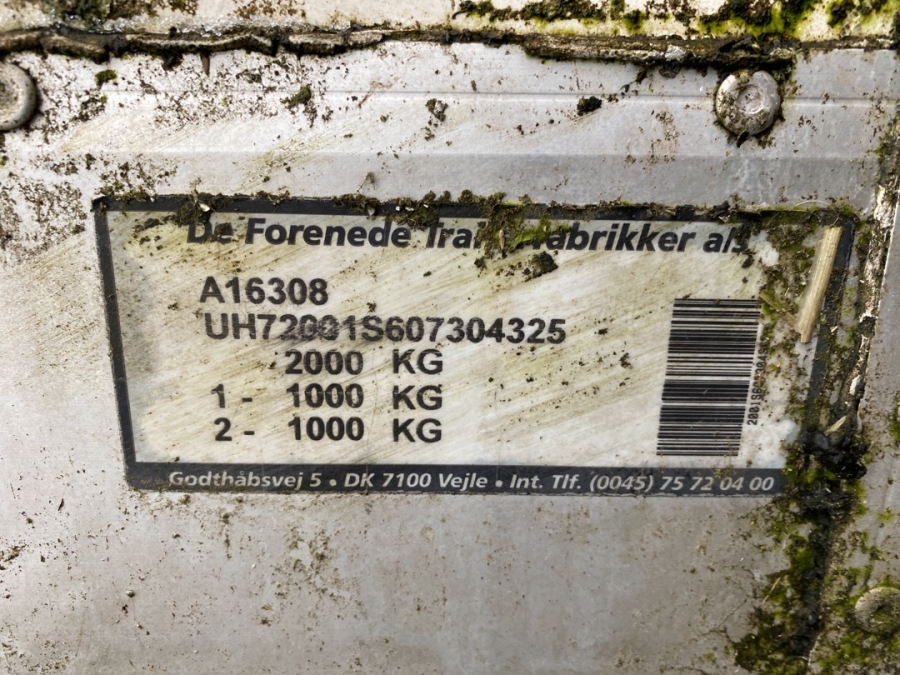 De Forenede Trailerfabrikker a/s
A16308
UH72001S607304325
2000 KG
1 - 1000 KG
2 - 1000 KG
Godthåbsvej 5 • DK 7100 Vejle • Int. Tlf. (0045) 75 72 04 00